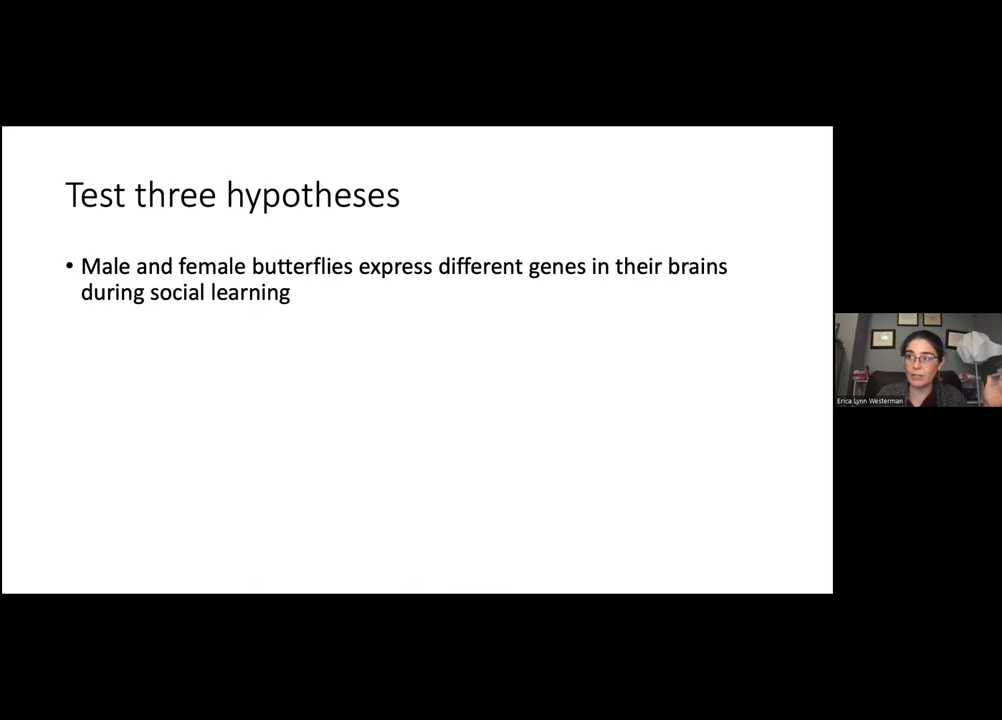 Test three hypotheses
• Male and female butterflies express different genes in their brains
during social learning
Erica Lynn Westerman